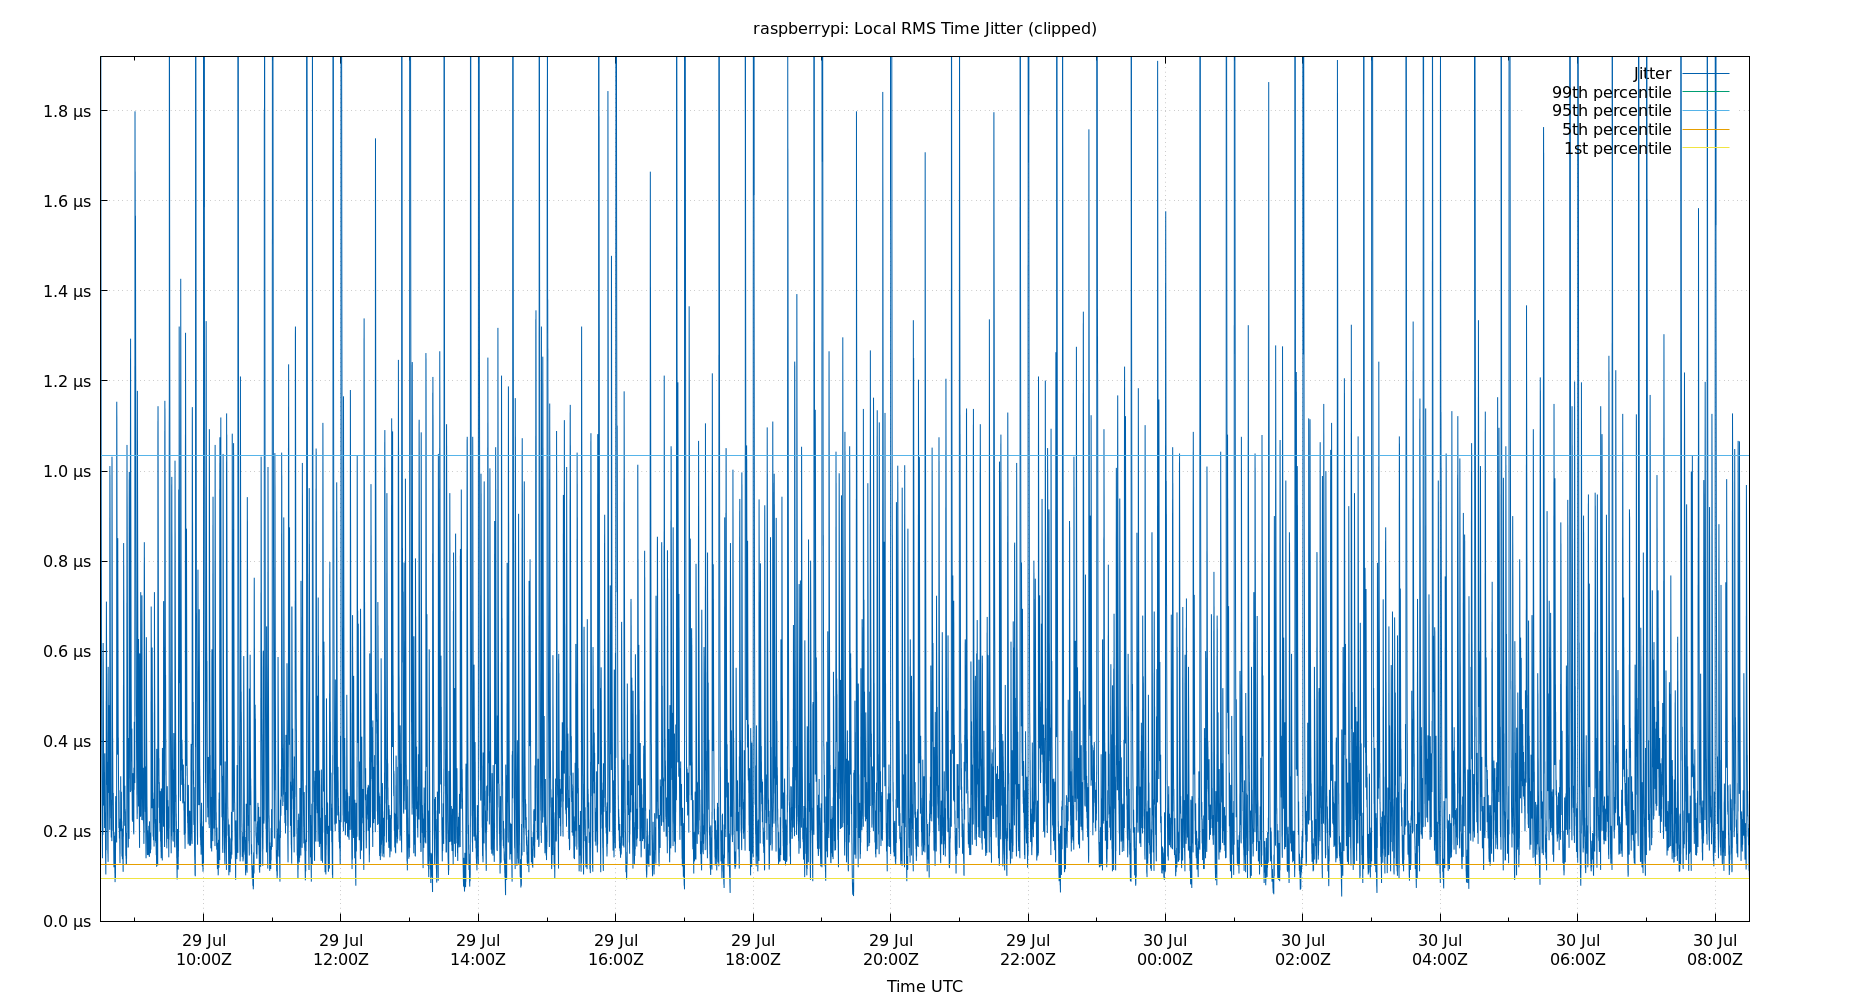 raspberrypi: Local RMS Time Jitter (clipped)
Jitter
99th percentile
95th percentile
5th percentile
1st percentile
1.8 µs
1.6 µs
1.4 µs
1.2 µs
1.0 µs
0.8 µs
0.6 µs
0.4 µs
0.2 µs
0.0 µs
29 Jul 29 Jul 29 Jul 29 Jul 29 Jul 29 Jul 29 Jul 30 Jul 30 Jul 30 Jul 30 Jul 30 Jul
10:00Z 12:00Z 14:00Z 16:00Z 18:00Z 20:00Z 22:00Z 00:00Z 02:00Z 04:00Z 06:00Z 08:00Z
Time UTC